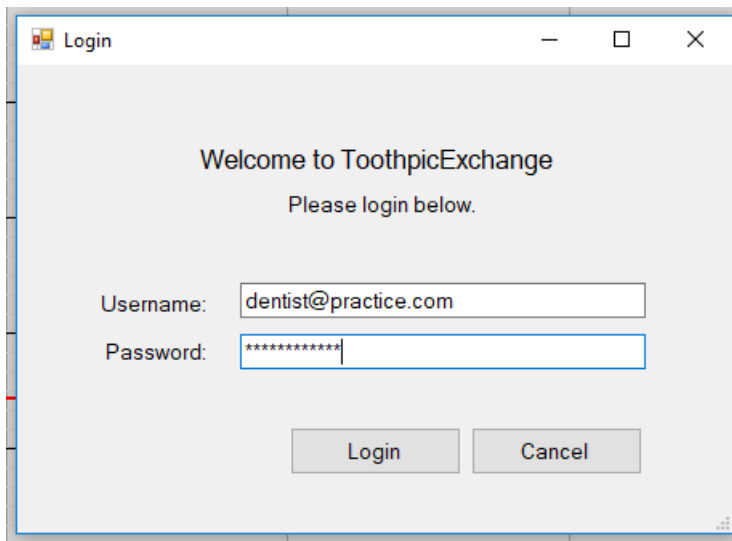 Login
Welcome to ToothpicExchange
Please login below.
Username: dentist@practice.com
Password: ************
Login Cancel